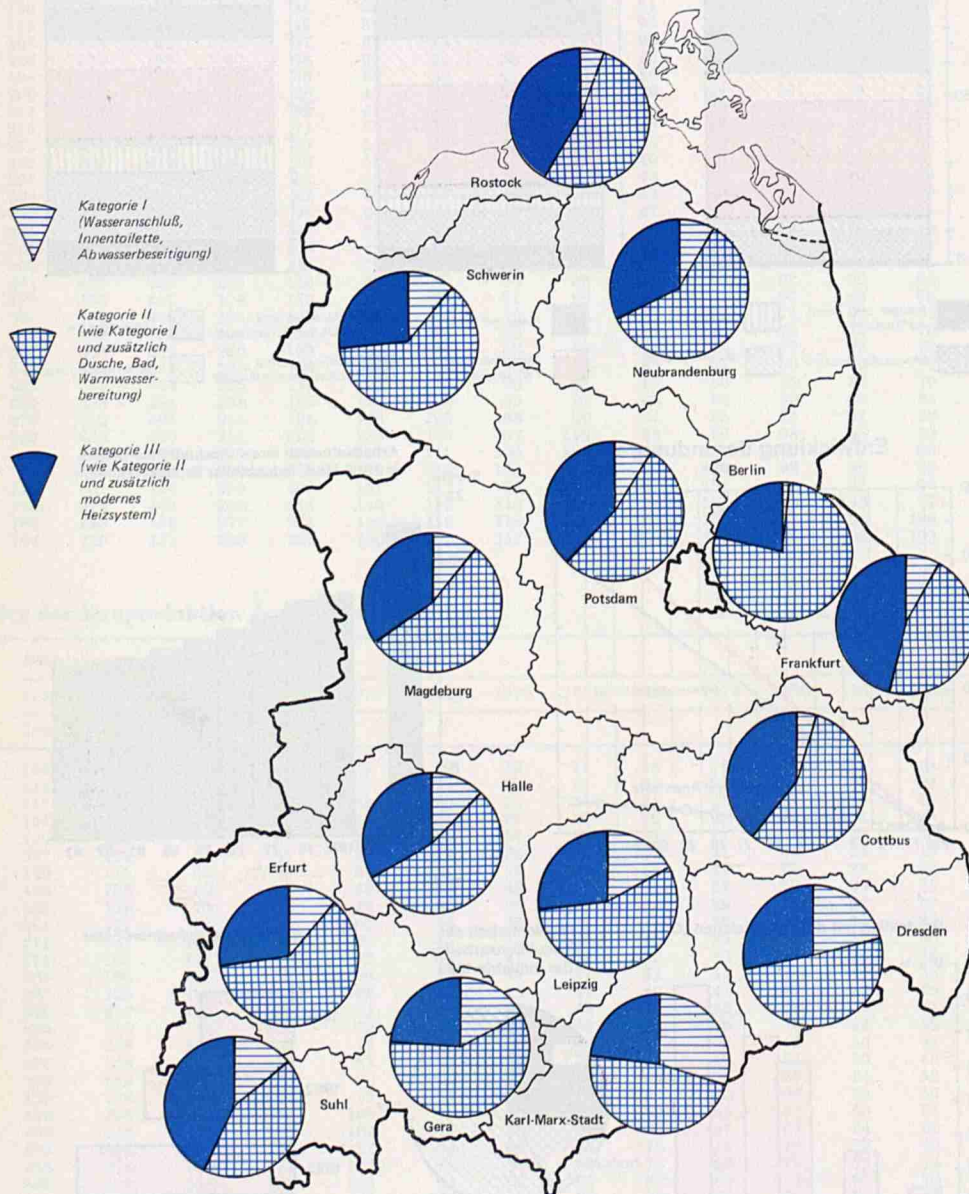 Kategorie I
(Wasseranschluß,
Innentoilette,
Abwasserbeseitigung)
Kategorie II
(wie Kategorie I
und zusätzlich
Dusche, Bad,
Warmwasser-
bereitung)
Kategorie III
(wie Kategorie II
und zusätzlich
modernes
Heizsystem)
Rostock
Schwerin
Neubrandenburg
Berlin
Potsdam
Frankfurt
Magdeburg
Halle
Cottbus
Erfurt
Dresden
Leipzig
Suhl
Gera
Karl-Marx-Stadt